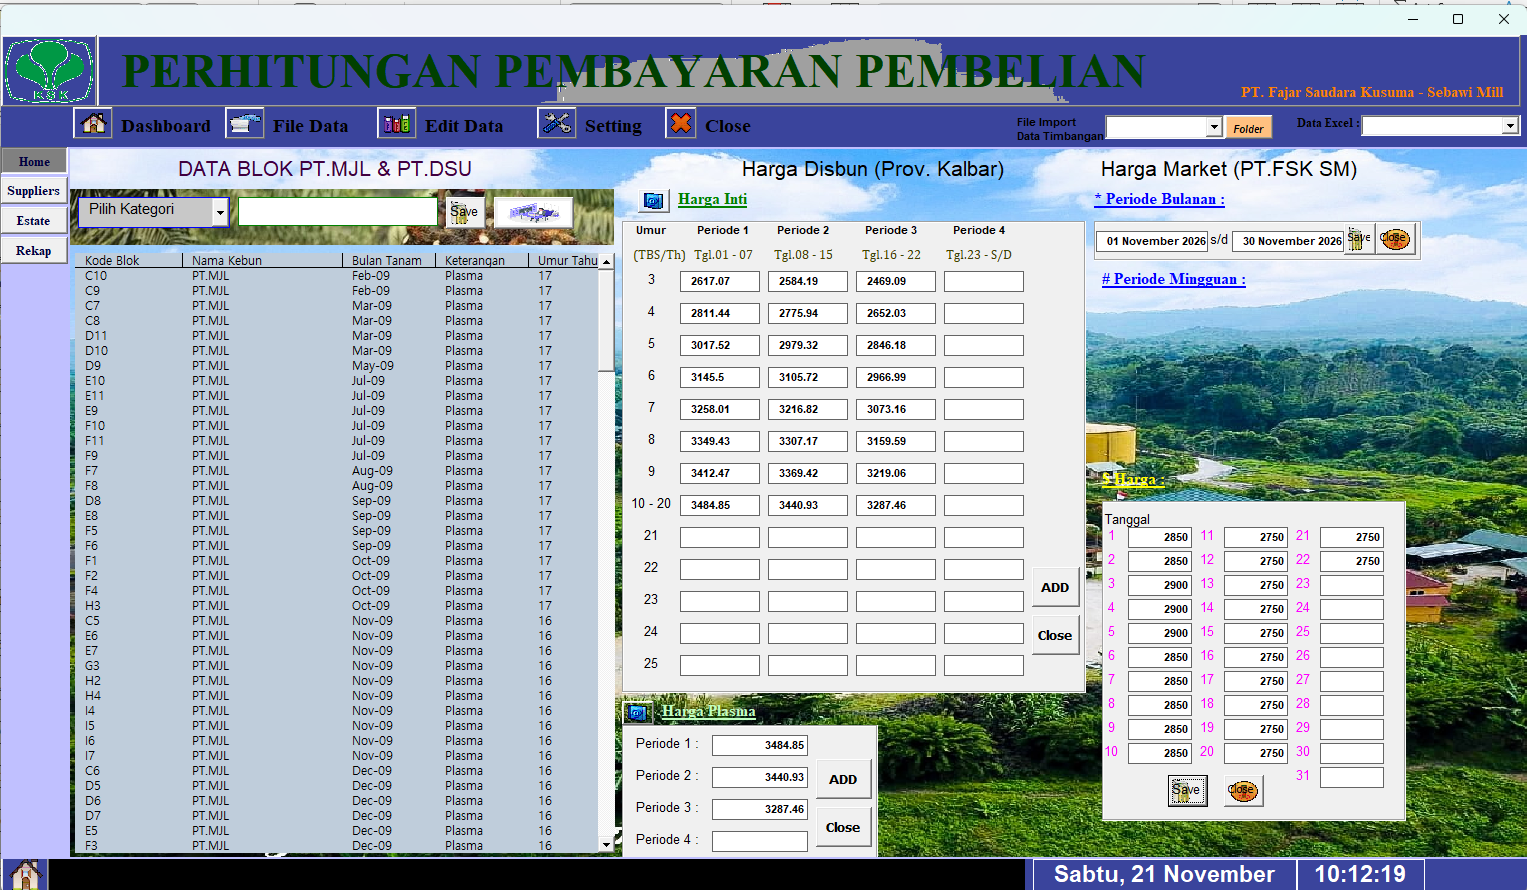 KSK
PERHITUNGAN PEMBAYARAN PEMBELIAN
PT. Fajar Saudara Kusuma - Sebawi Mill
Dashboard
File Data
Edit Data
Setting
Close
File Import
Data Timbangan
Folder
Data Excel :
Home
Suppliers
Estate
Rekap
DATA BLOK PT.MJL & PT.DSU
Pilih Kategori
Save
Kode Blok Nama Kebun Bulan Tanam Keterangan Umur Tahu
C10 PT.MJL Feb-09 Plasma 17
C9 PT.MJL Feb-09 Plasma 17
C7 PT.MJL Mar-09 Plasma 17
C8 PT.MJL Mar-09 Plasma 17
D11 PT.MJL Mar-09 Plasma 17
D10 PT.MJL Mar-09 Plasma 17
D9 PT.MJL May-09 Plasma 17
E10 PT.MJL Jul-09 Plasma 17
E11 PT.MJL Jul-09 Plasma 17
E9 PT.MJL Jul-09 Plasma 17
F10 PT.MJL Jul-09 Plasma 17
F11 PT.MJL Jul-09 Plasma 17
F9 PT.MJL Jul-09 Plasma 17
F7 PT.MJL Aug-09 Plasma 17
F8 PT.MJL Aug-09 Plasma 17
D8 PT.MJL Sep-09 Plasma 17
E8 PT.MJL Sep-09 Plasma 17
F5 PT.MJL Sep-09 Plasma 17
F6 PT.MJL Sep-09 Plasma 17
F1 PT.MJL Oct-09 Plasma 17
F2 PT.MJL Oct-09 Plasma 17
F4 PT.MJL Oct-09 Plasma 17
H3 PT.MJL Oct-09 Plasma 17
C5 PT.MJL Nov-09 Plasma 16
E6 PT.MJL Nov-09 Plasma 16
E7 PT.MJL Nov-09 Plasma 16
G3 PT.MJL Nov-09 Plasma 16
H2 PT.MJL Nov-09 Plasma 16
H4 PT.MJL Nov-09 Plasma 16
I4 PT.MJL Nov-09 Plasma 16
I5 PT.MJL Nov-09 Plasma 16
I6 PT.MJL Nov-09 Plasma 16
I7 PT.MJL Nov-09 Plasma 16
C6 PT.MJL Dec-09 Plasma 16
D5 PT.MJL Dec-09 Plasma 16
D6 PT.MJL Dec-09 Plasma 16
D7 PT.MJL Dec-09 Plasma 16
E5 PT.MJL Dec-09 Plasma 16
F3 PT.MJL Dec-09 Plasma 16
Harga Disbun (Prov. Kalbar)
Harga Inti
Umur Periode 1 Periode 2 Periode 3 Periode 4
(TBS/Th) Tgl.01 - 07 Tgl.08 - 15 Tgl.16 - 22 Tgl.23 - S/D
3 2617.07 2584.19 2469.09
4 2811.44 2775.94 2652.03
5 3017.52 2979.32 2846.18
6 3145.5 3105.72 2966.99
7 3258.01 3216.82 3073.16
8 3349.43 3307.17 3159.59
9 3412.47 3369.42 3219.06
10 - 20 3484.85 3440.93 3287.46
21
22
23
24
25
ADD
Close
Harga Plasma
Periode 1 : 3484.85
Periode 2 : 3440.93
Periode 3 : 3287.46
Periode 4 :
ADD
Close
Harga Market (PT.FSK SM)
* Periode Bulanan :
01 November 2026 s/d 30 November 2026 Save Close
# Periode Mingguan :
$ Harga :
Tanggal
1 2850 11 2750 21 2750
2 2850 12 2750 22 2750
3 2900 13 2750 23
4 2900 14 2750 24
5 2900 15 2750 25
6 2850 16 2750 26
7 2850 17 2750 27
8 2850 18 2750 28
9 2850 19 2750 29
10 2850 20 2750 30
31
Save Close
Sabtu, 21 November 10:12:19